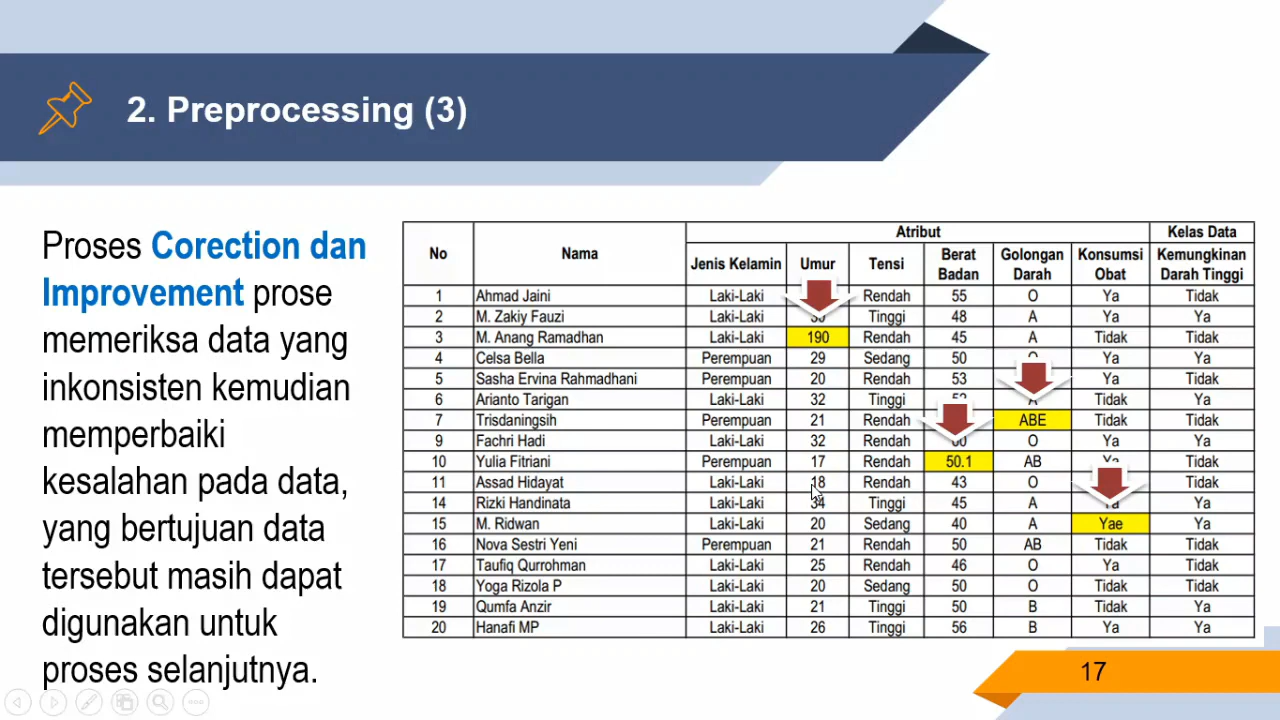 2. Preprocessing (3)
Proses Corection dan
Improvement prose
memeriksa data yang
inkonsisten kemudian
memperbaiki
kesalahan pada data,
yang bertujuan data
tersebut masih dapat
digunakan untuk
proses selanjutnya.
No Nama Atribut Kelas Data
Jenis Kelamin Umur Tensi Berat Badan Golongan Darah Konsumsi Obat Kemungkinan Darah Tinggi
1 Ahmad Jaini Laki-Laki Rendah 55 O Ya Tidak
2 M. Zakiy Fauzi Laki-Laki Tinggi 48 A Ya Ya
3 M. Anang Ramadhan Laki-Laki 190 Rendah 45 A Tidak Tidak
4 Celsa Bella Perempuan 29 Sedang 50 Ya Ya
5 Sasha Ervina Rahmadhani Perempuan 20 Rendah 53 Ya Tidak
6 Arianto Tarigan Laki-Laki 32 Tinggi A Tidak Ya
7 Trisdaningsih Perempuan 21 Rendah ABE Tidak Tidak
9 Fachri Hadi Laki-Laki 32 Rendah O Ya Ya
10 Yulia Fitriani Perempuan 17 Rendah 50.1 AB Ya Tidak
11 Assad Hidayat Laki-Laki 18 Rendah 43 O Tidak
14 Rizki Handinata Laki-Laki 34 Tinggi 45 A Ya Ya
15 M. Ridwan Laki-Laki 20 Sedang 40 A Yae Ya
16 Nova Sestri Yeni Perempuan 21 Rendah 50 AB Tidak Tidak
17 Taufiq Qurrohman Laki-Laki 25 Rendah 46 O Ya Tidak
18 Yoga Rizola P Laki-Laki 20 Sedang 50 O Tidak Tidak
19 Qumfa Anzir Laki-Laki 21 Tinggi 50 B Tidak Ya
20 Hanafi MP Laki-Laki 26 Tinggi 56 B Ya Ya
17